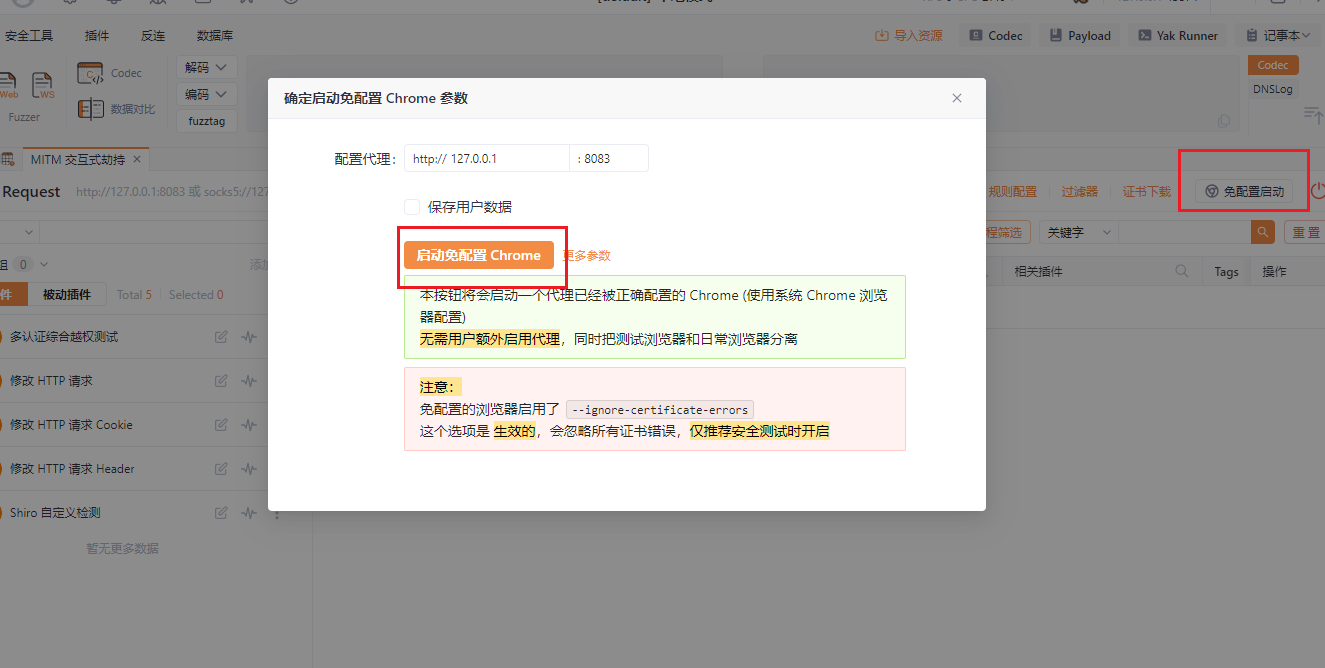 安全工具 插件 反连 数据库 导入资源 Codec Payload Yak Runner 记事本
Codec 解码 Codec
Web WS 编码 DNSLog
数据对比
Fuzzer fuzztag
确定启动免配置 Chrome 参数
配置代理： http:// 127.0.0.1 : 8083
保存用户数据
启动免配置 Chrome 更多参数
本按钮将会启动一个代理已经被正确配置的 Chrome (使用系统 Chrome 浏览
器配置)
无需用户额外启用代理，同时把测试浏览器和日常浏览器分离
注意：
免配置的浏览器启用了 --ignore-certificate-errors
这个选项是 生效的，会忽略所有证书错误，仅推荐安全测试时开启
MITM 交互式劫持
Request http://127.0.0.1:8083 或 socks5://127 规则配置 过滤器 证书下载 免配置启动
程筛选 关键字 重置
组 0 添加 相关插件 Tags 操作
件 被动插件 Total 5 Selected 0
多认证综合越权测试
修改 HTTP 请求
修改 HTTP 请求 Cookie
修改 HTTP 请求 Header
Shiro 自定义检测
暂无更多数据